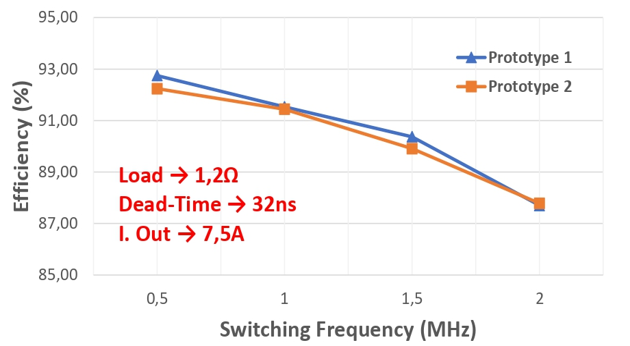 95,00
93,00
91,00
89,00
87,00
85,00
Efficiency (%)
Prototype 1
Prototype 2
Load → 1,2Ω
Dead-Time → 32ns
I. Out → 7,5A
0,5 1 1,5 2
Switching Frequency (MHz)